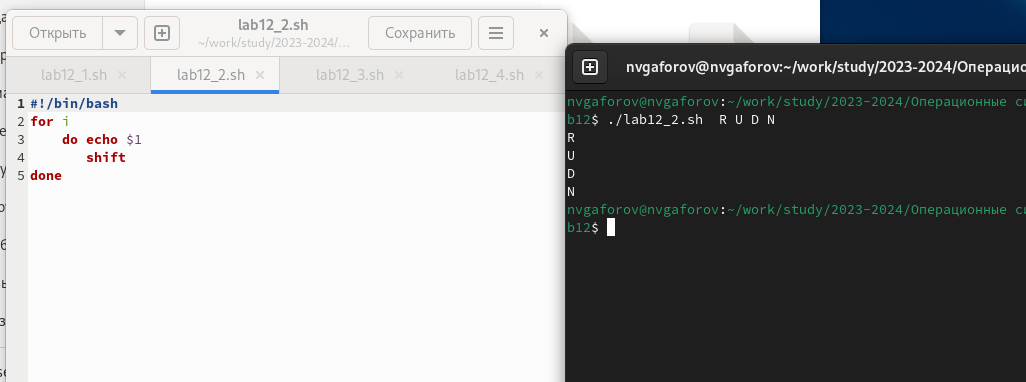 Открыть
lab12_2.sh
~/work/study/2023-2024/...
Сохранить
lab12_1.sh
lab12_2.sh
lab12_3.sh
lab12_4.sh
1 #!/bin/bash
2 for i
3     do echo $1
4        shift
5 done
nvgaforov@nvgaforov:~/work/study/2023-2024/Операцион
nvgaforov@nvgaforov:~/work/study/2023-2024/Операционные си
b12$ ./lab12_2.sh  R U D N
R
U
D
N
nvgaforov@nvgaforov:~/work/study/2023-2024/Операционные си
b12$